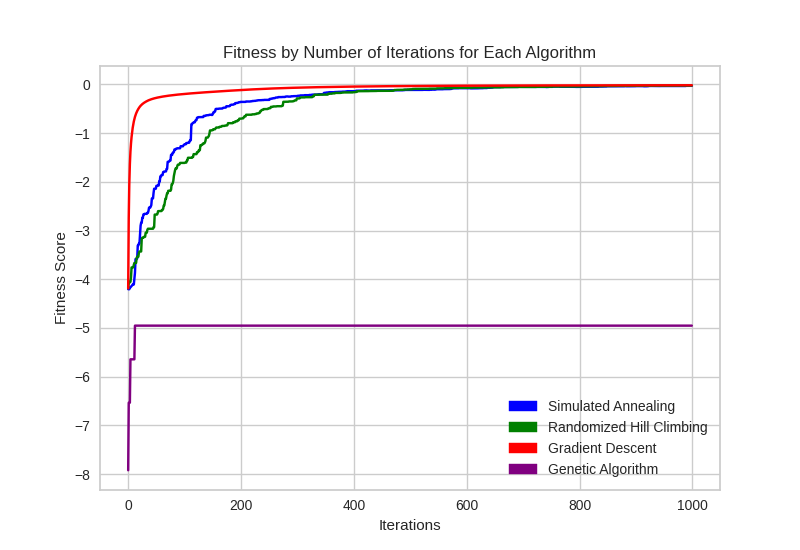 Fitness by Number of Iterations for Each Algorithm
Fitness Score
0
−1
−2
−3
−4
−5
−6
−7
−8
Simulated Annealing
Randomized Hill Climbing
Gradient Descent
Genetic Algorithm
0 200 400 600 800 1000
Iterations